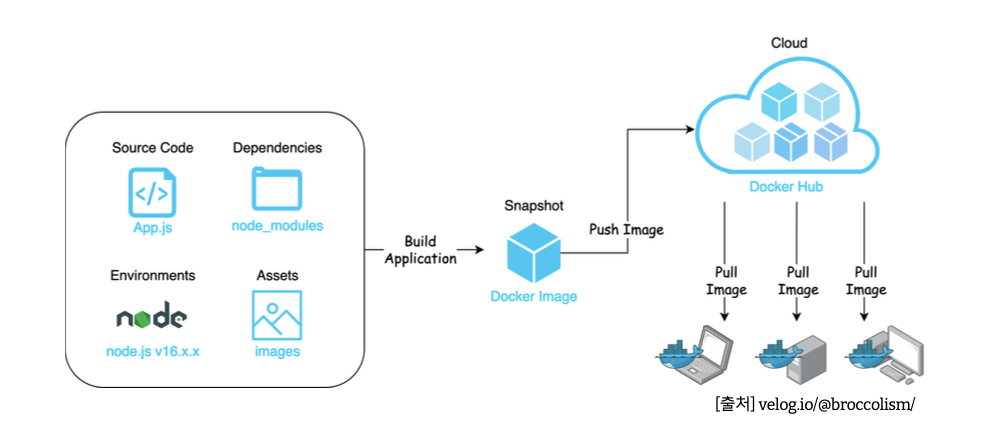 Cloud
Docker Hub
Source Code
Dependencies
App.js
node_modules
Environments
Assets
node
node.js v16.x.x
images
Build
Application
Snapshot
Docker Image
Push Image
Pull
Image
Pull
Image
Pull
Image
[출처] velog.io/@broccolism/